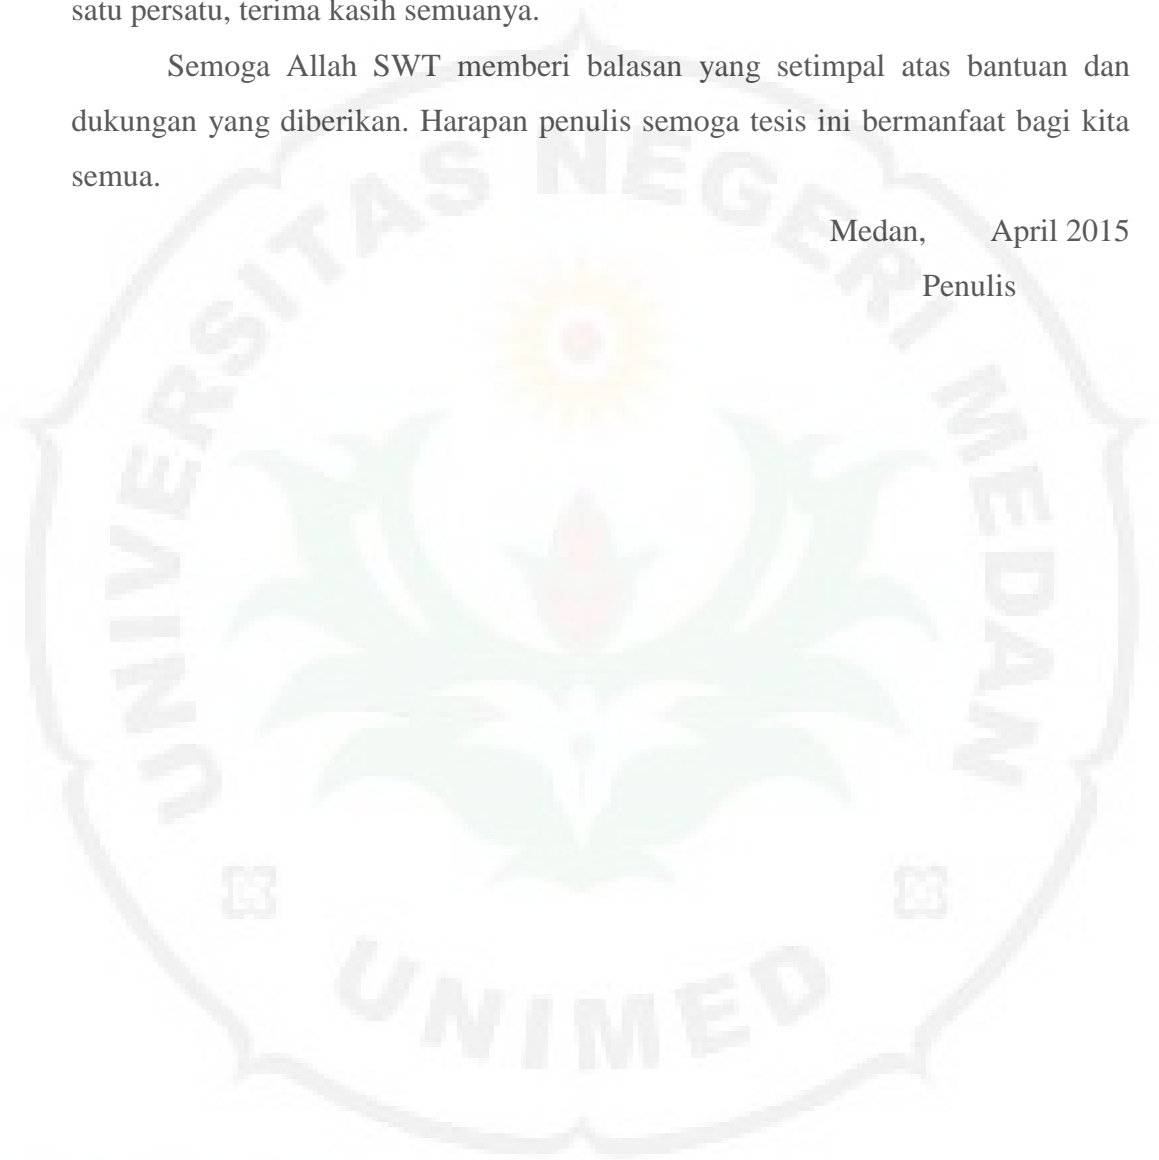 satu persatu, terima kasih semuanya.
Semoga Allah SWT memberi balasan yang setimpal atas bantuan dan
dukungan yang diberikan. Harapan penulis semoga tesis ini bermanfaat bagi kita
semua.
Medan, April 2015
Penulis
UNIVERSITAS NEGERI MEDAN
UNIMED